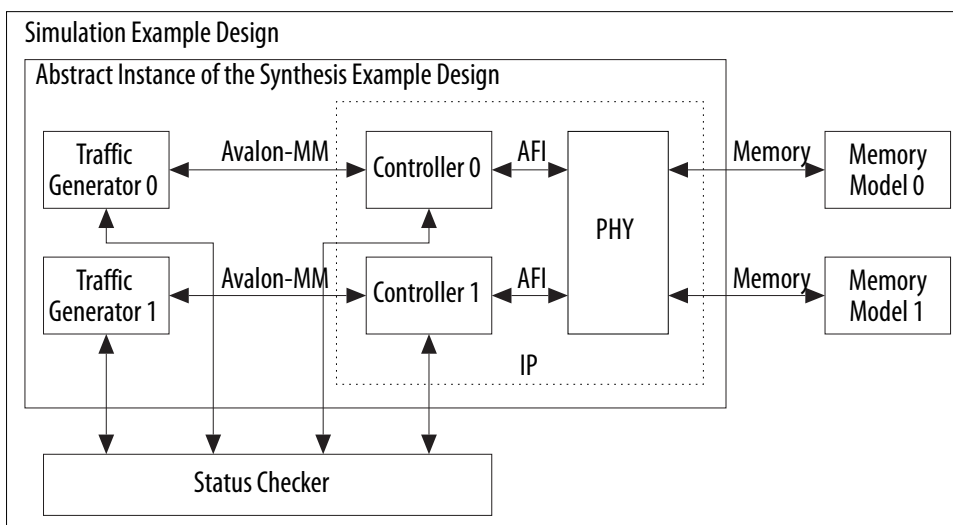 Simulation Example Design
Abstract Instance of the Synthesis Example Design
Traffic
Generator 0
Avalon-MM
Controller 0
AFI
PHY
Memory
Memory
Model 0
Traffic
Generator 1
Avalon-MM
Controller 1
AFI
Memory
Memory
Model 1
IP
Status Checker